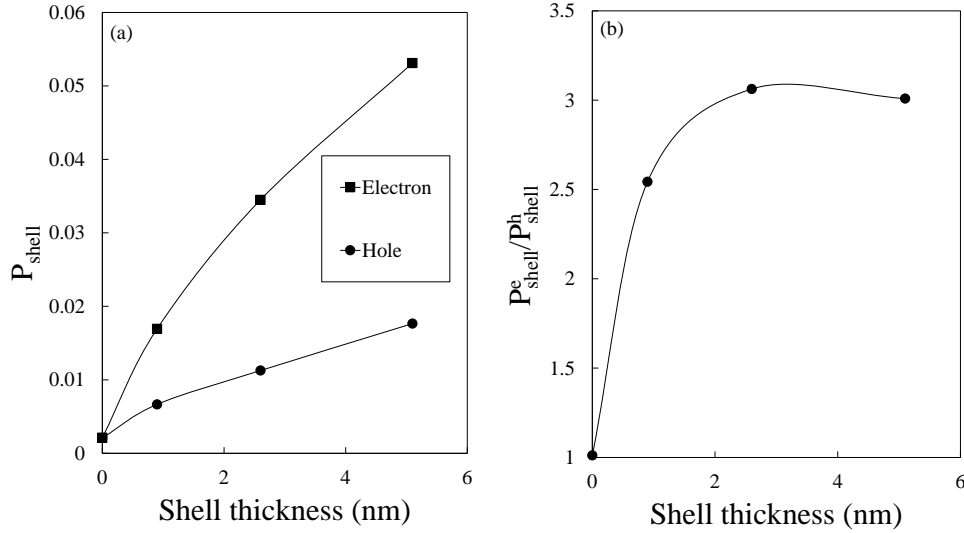 (a)
0.06
0.05
0.04
0.03
0.02
0.01
0
0 2 4 6
P_shell
Shell thickness (nm)
Electron
Hole
(b)
3.5
3
2.5
2
1.5
1
0 2 4 6
P^e_shell/P^h_shell
Shell thickness (nm)